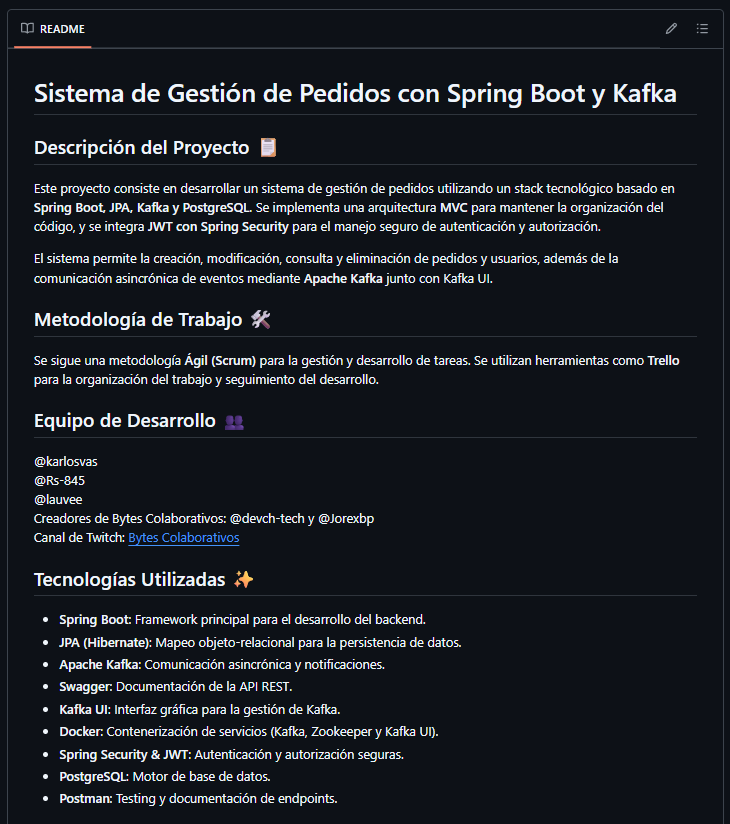 README
Sistema de Gestión de Pedidos con Spring Boot y Kafka
Descripción del Proyecto
Este proyecto consiste en desarrollar un sistema de gestión de pedidos utilizando un stack tecnológico basado en
Spring Boot, JPA, Kafka y PostgreSQL. Se implementa una arquitectura MVC para mantener la organización del
código, y se integra JWT con Spring Security para el manejo seguro de autenticación y autorización.
El sistema permite la creación, modificación, consulta y eliminación de pedidos y usuarios, además de la
comunicación asincrónica de eventos mediante Apache Kafka junto con Kafka UI.
Metodología de Trabajo
Se sigue una metodología Ágil (Scrum) para la gestión y desarrollo de tareas. Se utilizan herramientas como Trello
para la organización del trabajo y seguimiento del desarrollo.
Equipo de Desarrollo
@karlosvas
@Rs-845
@lauvee
Creadores de Bytes Colaborativos: @devch-tech y @Jorexbp
Canal de Twitch: Bytes Colaborativos
Tecnologías Utilizadas
• Spring Boot: Framework principal para el desarrollo del backend.
• JPA (Hibernate): Mapeo objeto-relacional para la persistencia de datos.
• Apache Kafka: Comunicación asincrónica y notificaciones.
• Swagger: Documentación de la API REST.
• Kafka UI: Interfaz gráfica para la gestión de Kafka.
• Docker: Contenerización de servicios (Kafka, Zookeeper y Kafka UI).
• Spring Security & JWT: Autenticación y autorización seguras.
• PostgreSQL: Motor de base de datos.
• Postman: Testing y documentación de endpoints.